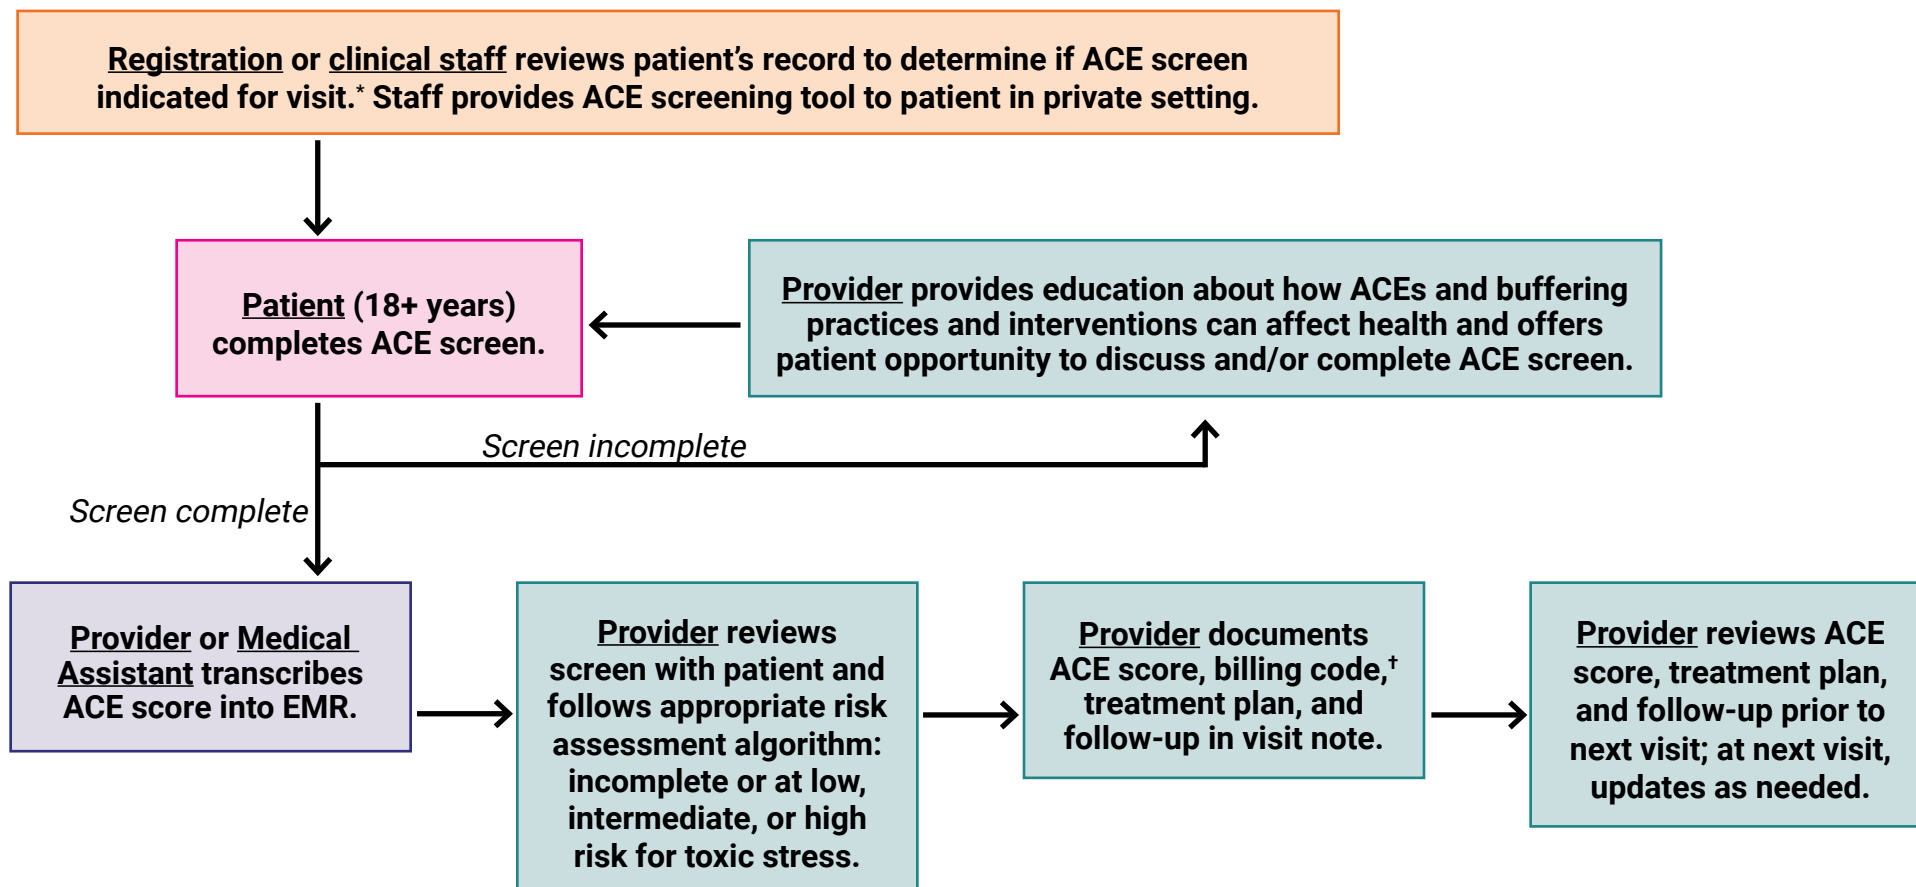 Registration or clinical staff reviews patient’s record to determine if ACE screen
indicated for visit.* Staff provides ACE screening tool to patient in private setting.
Patient (18+ years)
completes ACE screen.
Provider provides education about how ACEs and buffering
practices and interventions can affect health and offers
patient opportunity to discuss and/or complete ACE screen.
Screen incomplete
Screen complete
Provider or Medical
Assistant transcribes
ACE score into EMR.
Provider reviews
screen with patient and
follows appropriate risk
assessment algorithm:
incomplete or at low,
intermediate, or high
risk for toxic stress.
Provider documents
ACE score, billing code,†
treatment plan, and
follow-up in visit note.
Provider reviews ACE
score, treatment plan,
and follow-up prior to
next visit; at next visit,
updates as needed.